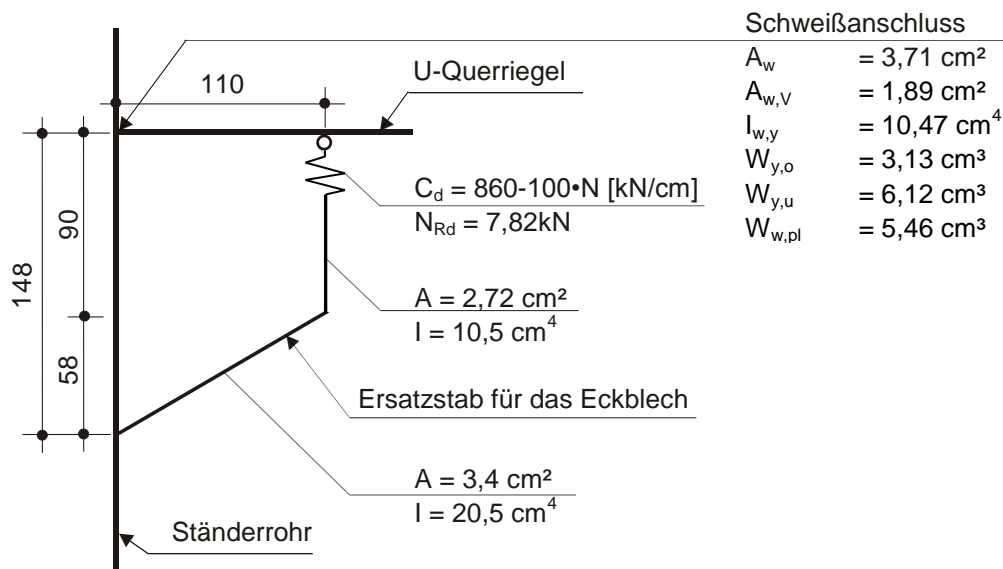 Schweißanschluss
A_w = 3,71 cm²
A_w,V = 1,89 cm²
I_w,y = 10,47 cm⁴
W_y,o = 3,13 cm³
W_y,u = 6,12 cm³
W_w,pl = 5,46 cm³
110
U-Querriegel
C_d = 860-100•N [kN/cm]
N_Rd = 7,82kN
90
148
58
A = 2,72 cm²
I = 10,5 cm⁴
Ersatzstab für das Eckblech
A = 3,4 cm²
I = 20,5 cm⁴
Ständerrohr